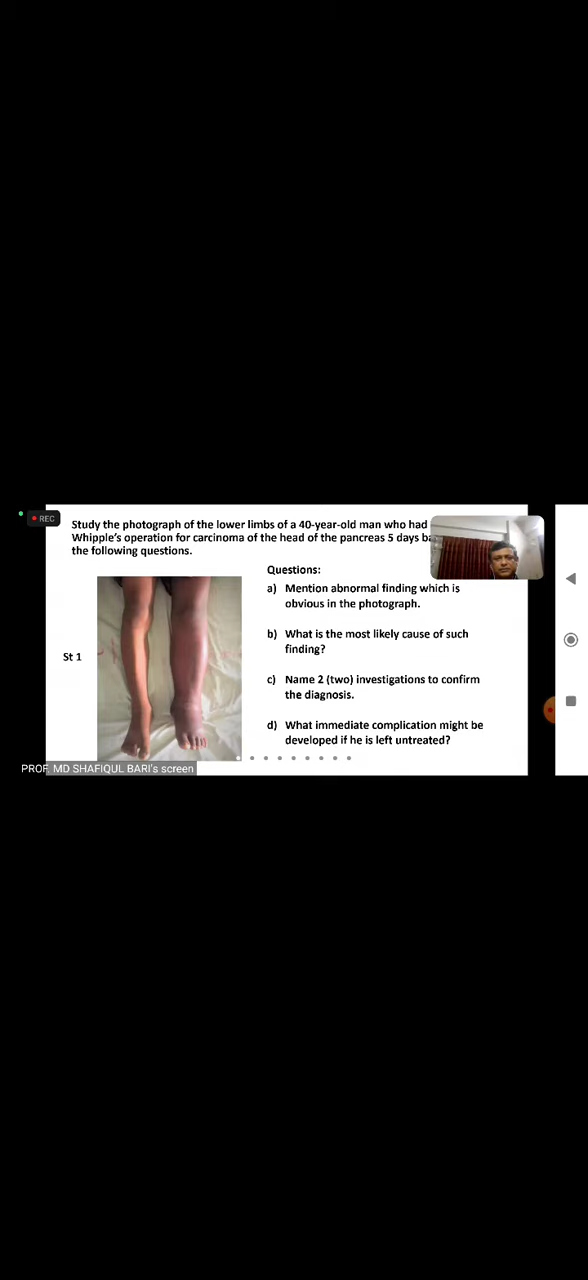 REC
Study the photograph of the lower limbs of a 40-year-old man who had
Whipple's operation for carcinoma of the head of the pancreas 5 days
the following questions.
Questions:
a) Mention abnormal finding which is
obvious in the photograph.
b) What is the most likely cause of such
finding?
St 1
c) Name 2 (two) investigations to confirm
the diagnosis.
d) What immediate complication might be
developed if he is left untreated?
PROF. MD SHAFIQUL BARI's screen